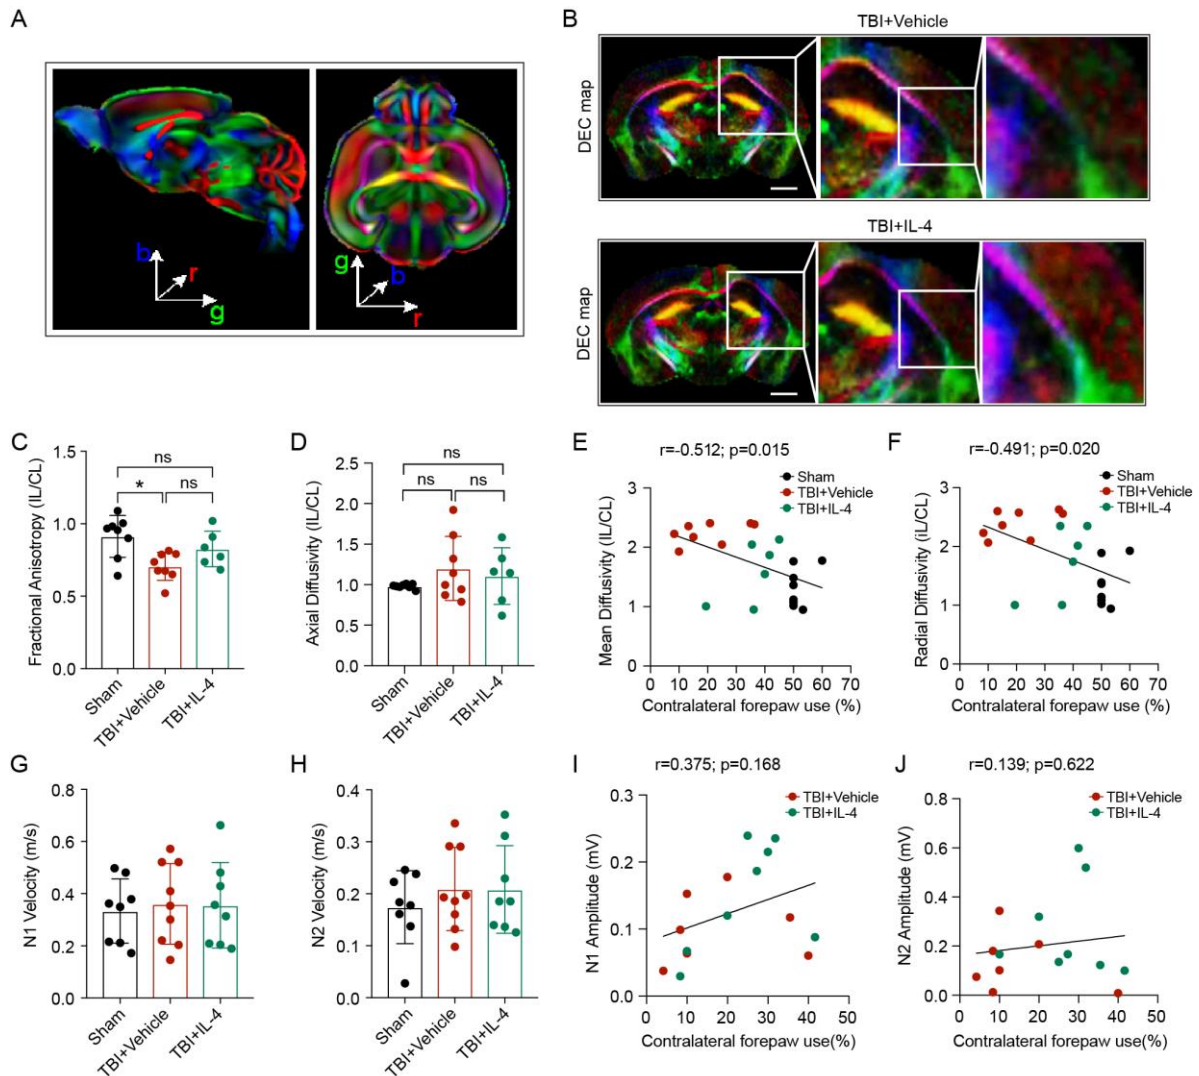 A
b
r
g
g
b
r
B
TBI+Vehicle
DEC map
TBI+IL-4
DEC map
C
Fractional Anisotropy (IL/CL)
1.5
1.0
0.5
0.0
ns
*
ns
Sham
TBI+Vehicle
TBI+IL-4
D
Axial Diffusivity (IL/CL)
2.5
2.0
1.5
1.0
0.5
0.0
ns
ns
ns
Sham
TBI+Vehicle
TBI+IL-4
E
r=-0.512; p=0.015
Sham
TBI+Vehicle
TBI+IL-4
Mean Diffusivity (IL/CL)
3
2
1
0
0 10 20 30 40 50 60 70
Contralateral forepaw use (%)
F
r=-0.491; p=0.020
Sham
TBI+Vehicle
TBI+IL-4
Radial Diffusivity (IL/CL)
3
2
1
0
0 10 20 30 40 50 60 70
Contralateral forepaw use (%)
G
N1 Velocity (m/s)
0.8
0.6
0.4
0.2
0.0
Sham
TBI+Vehicle
TBI+IL-4
H
N2 Velocity (m/s)
0.4
0.3
0.2
0.1
0.0
Sham
TBI+Vehicle
TBI+IL-4
I
r=0.375; p=0.168
TBI+Vehicle
TBI+IL-4
N1 Amplitude (mV)
0.3
0.2
0.1
0.0
0 10 20 30 40 50
Contralateral forepaw use(%)
J
r=0.139; p=0.622
TBI+Vehicle
TBI+IL-4
N2 Amplitude (mV)
0.8
0.6
0.4
0.2
0.0
0 10 20 30 40 50
Contralateral forepaw use(%)